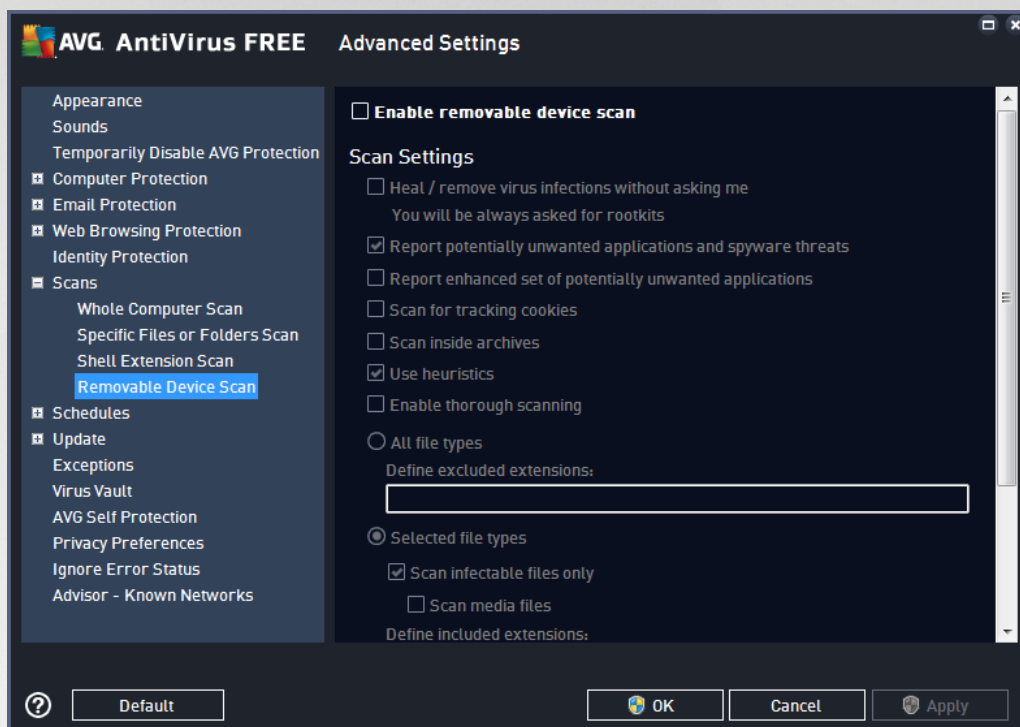 AVG. AntiVirus FREE Advanced Settings
Appearance
Sounds
Temporarily Disable AVG Protection
Computer Protection
Email Protection
Web Browsing Protection
Identity Protection
Scans
Whole Computer Scan
Specific Files or Folders Scan
Shell Extension Scan
Removable Device Scan
Schedules
Update
Exceptions
Virus Vault
AVG Self Protection
Privacy Preferences
Ignore Error Status
Advisor - Known Networks
Enable removable device scan
Scan Settings
Heal / remove virus infections without asking me
You will be always asked for rootkits
Report potentially unwanted applications and spyware threats
Report enhanced set of potentially unwanted applications
Scan for tracking cookies
Scan inside archives
Use heuristics
Enable thorough scanning
All file types
Define excluded extensions:
Selected file types
Scan infectable files only
Scan media files
Define included extensions:
? Default OK Cancel Apply